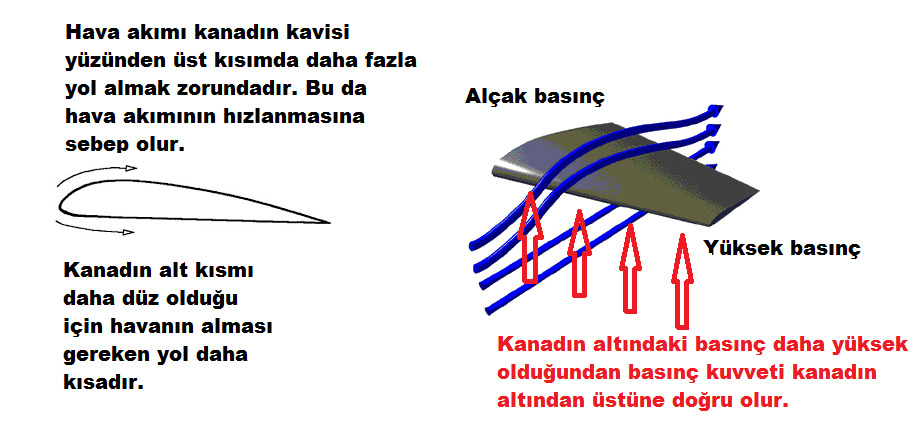 Hava akımı kanadın kavisi
yüzünden üst kısımda daha fazla
yol almak zorundadır. Bu da
hava akımının hızlanmasına
sebep olur.
Kanadın alt kısmı
daha düz olduğu
için havanın alması
gereken yol daha
kısadır.
Alçak basınç
Yüksek basınç
Kanadın altındaki basınç daha yüksek
olduğundan basınç kuvveti kanadın
altından üstüne doğru olur.